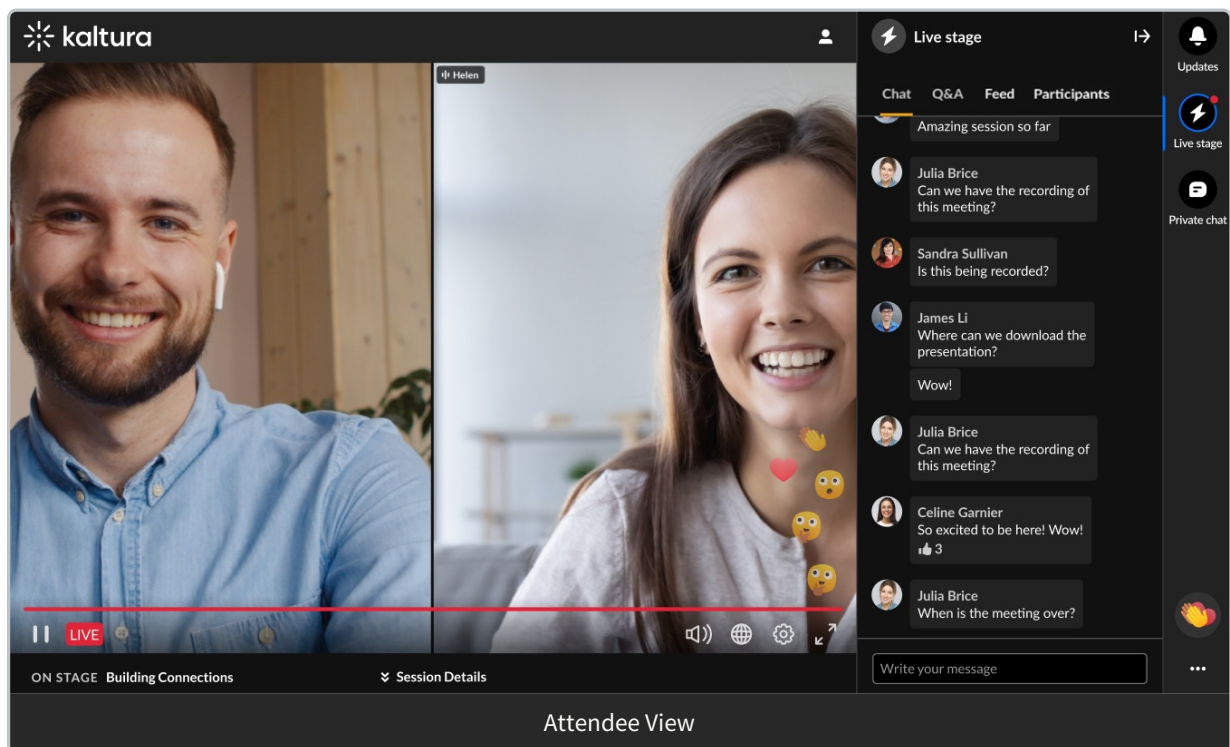 kaltura
Helen
LIVE
ON STAGE Building Connections
Session Details
Live stage
Chat Q&A Feed Participants
Amazing session so far
Julia Brice
Can we have the recording of
this meeting?
Sandra Sullivan
Is this being recorded?
James Li
Where can we download the
presentation?
Wow!
Julia Brice
Can we have the recording of
this meeting?
Celine Garnier
So excited to be here! Wow!
3
Julia Brice
When is the meeting over?
Write your message
Updates
Live stage
Private chat
Attendee View